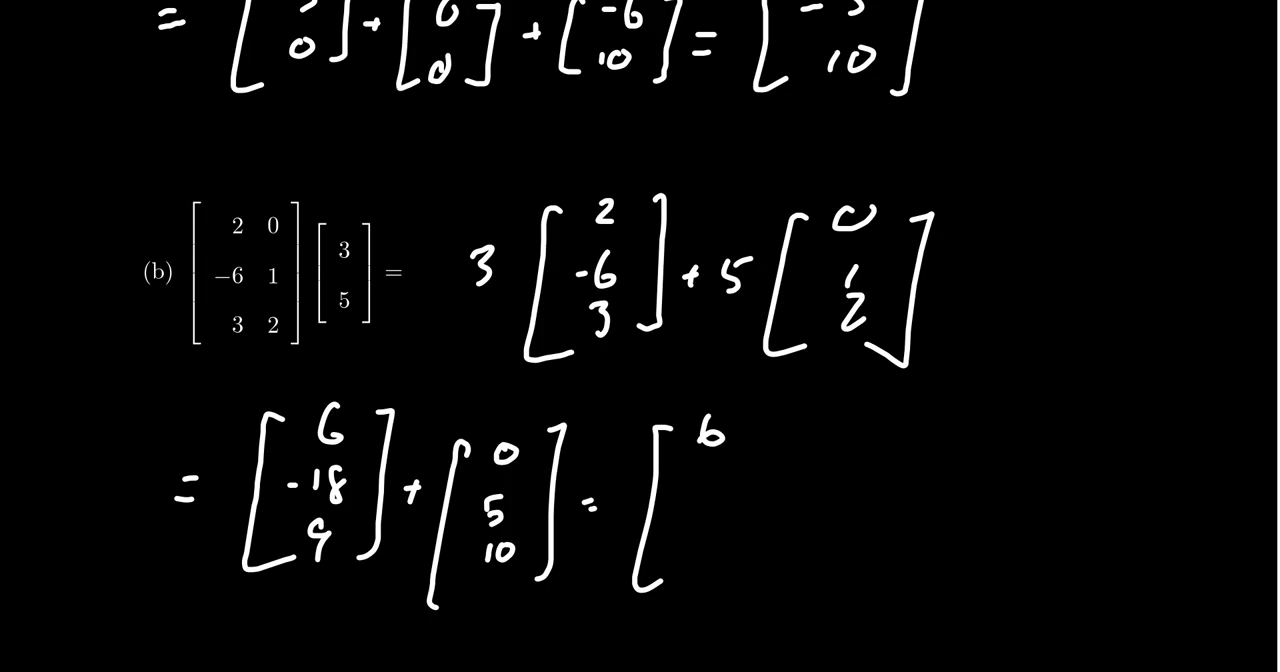 = [ 0 ] + [ 0 0 ] + [ -6 10 ] = [ 10 ]
(b) [ 2 0 −6 1 3 2 ] [ 3 5 ] = 3 [ 2 -6 3 ] + 5 [ 0 1 2 ]
= [ 6 -18 9 ] + [ 0 5 10 ] = [ 6